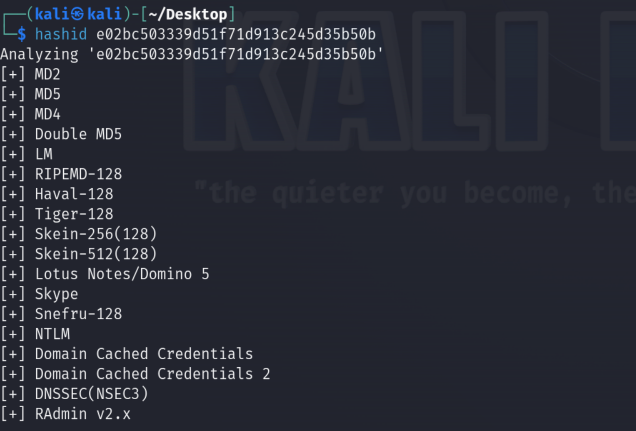 ┌──(kali㉿kali)-[~/Desktop]
└─$ hashid e02bc503339d51f71d913c245d35b50b
Analyzing 'e02bc503339d51f71d913c245d35b50b'
[+] MD2
[+] MD5
[+] MD4
[+] Double MD5
[+] LM
[+] RIPEMD-128
[+] Haval-128
[+] Tiger-128
[+] Skein-256(128)
[+] Skein-512(128)
[+] Lotus Notes/Domino 5
[+] Skype
[+] Snefru-128
[+] NTLM
[+] Domain Cached Credentials
[+] Domain Cached Credentials 2
[+] DNSSEC(NSEC3)
[+] RAdmin v2.x
KALI
"the quieter you become, the